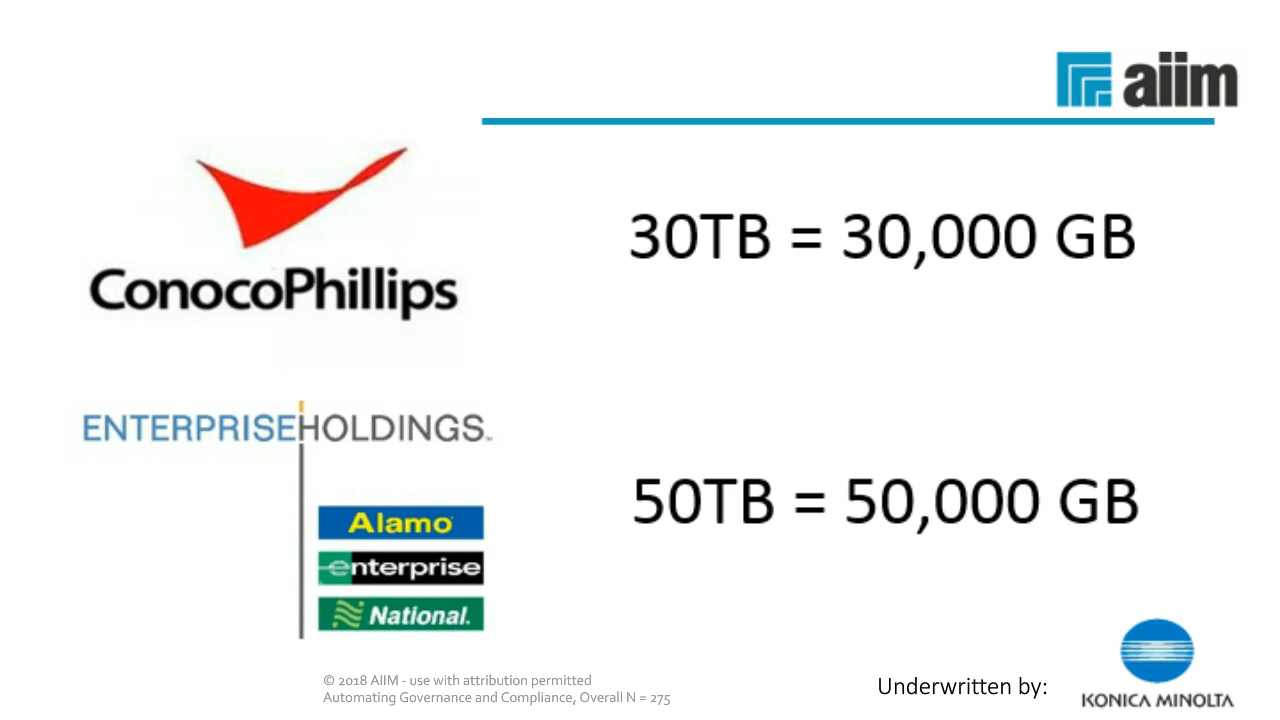 aiim
ConocoPhillips
30TB = 30,000 GB
ENTERPRISEHOLDINGS™
50TB = 50,000 GB
Alamo
enterprise
National.
© 2018 AIIM - use with attribution permitted
Automating Governance and Compliance, Overall N = 275
Underwritten by:
KONICA MINOLTA